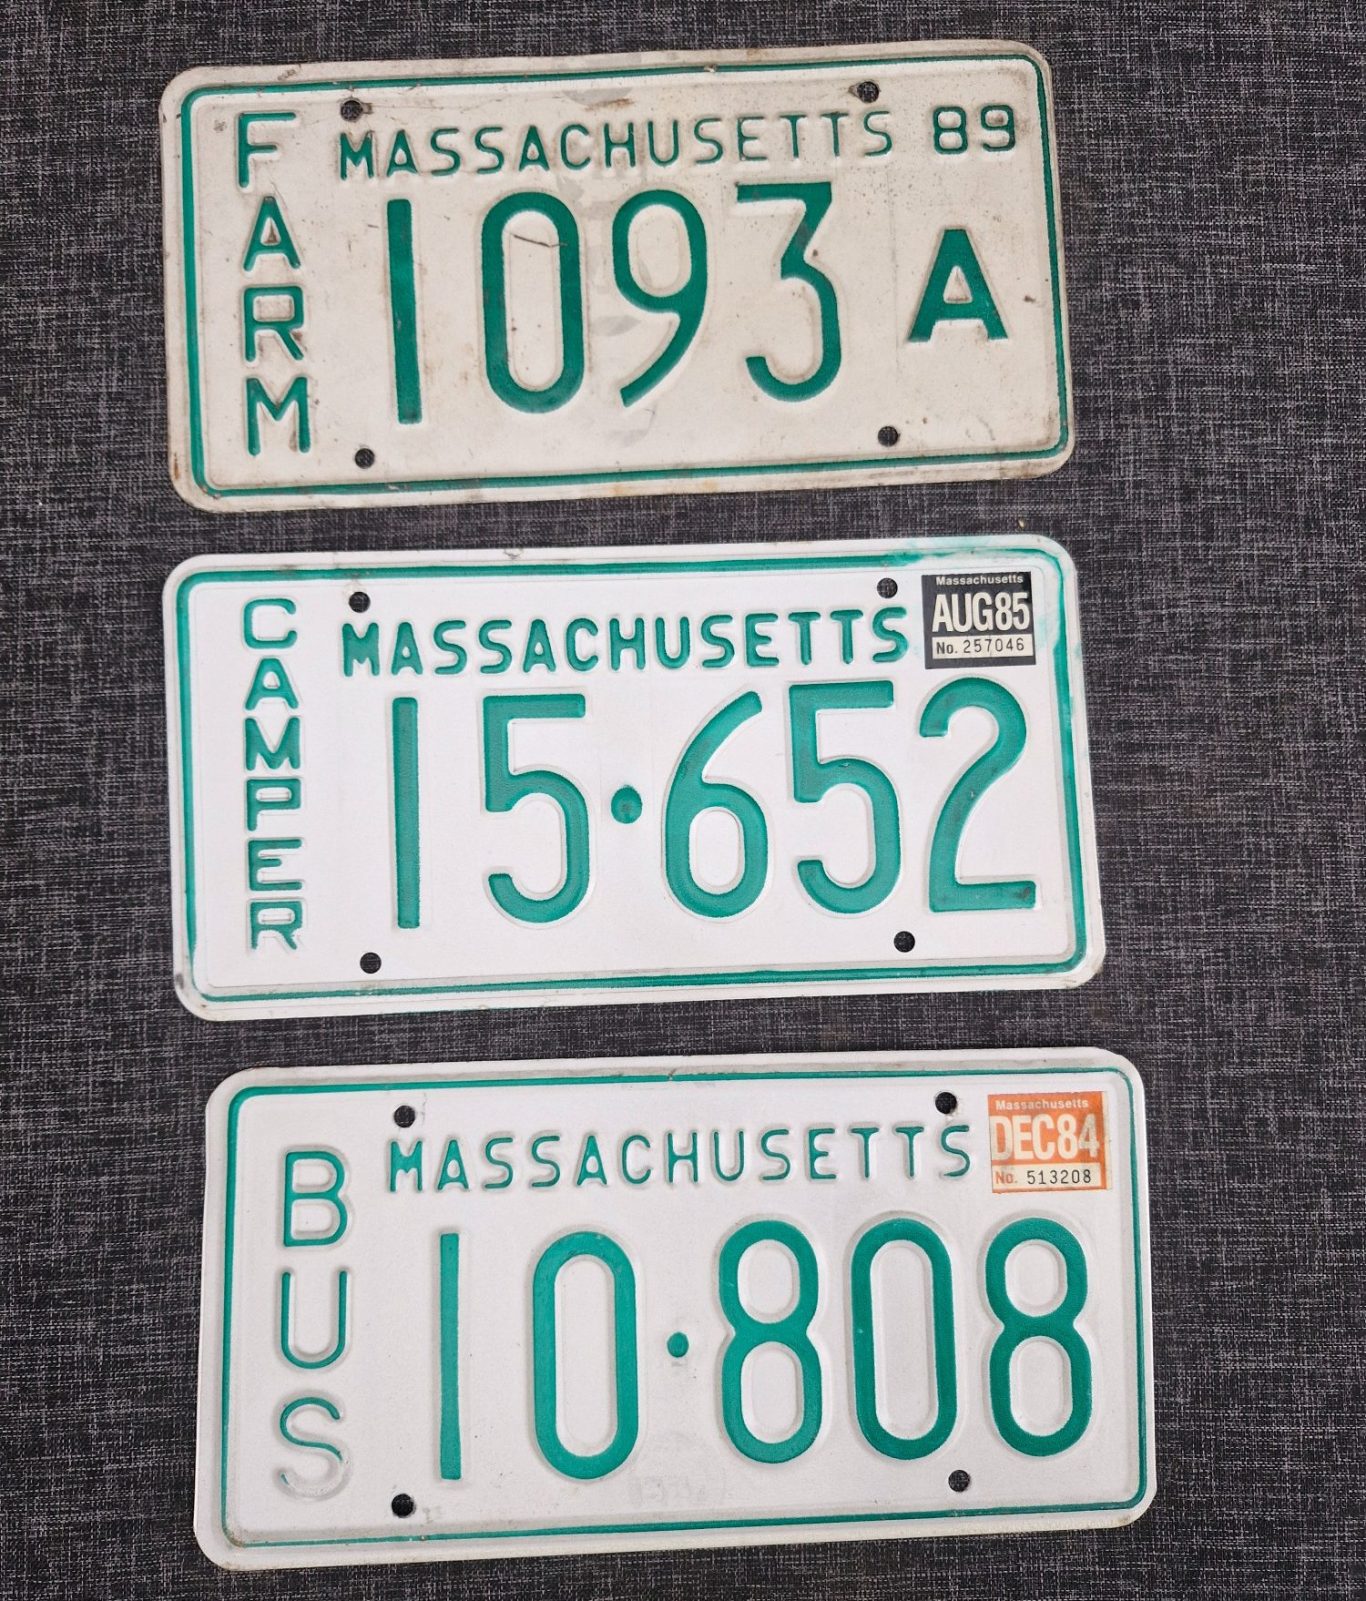 FARM
MASSACHUSETTS 89
1093 A
CAMPER
MASSACHUSETTS
Massachusetts
AUG85
No. 257046
15·652
BUS
MASSACHUSETTS
Massachusetts
DEC84
No. 513208
10·808